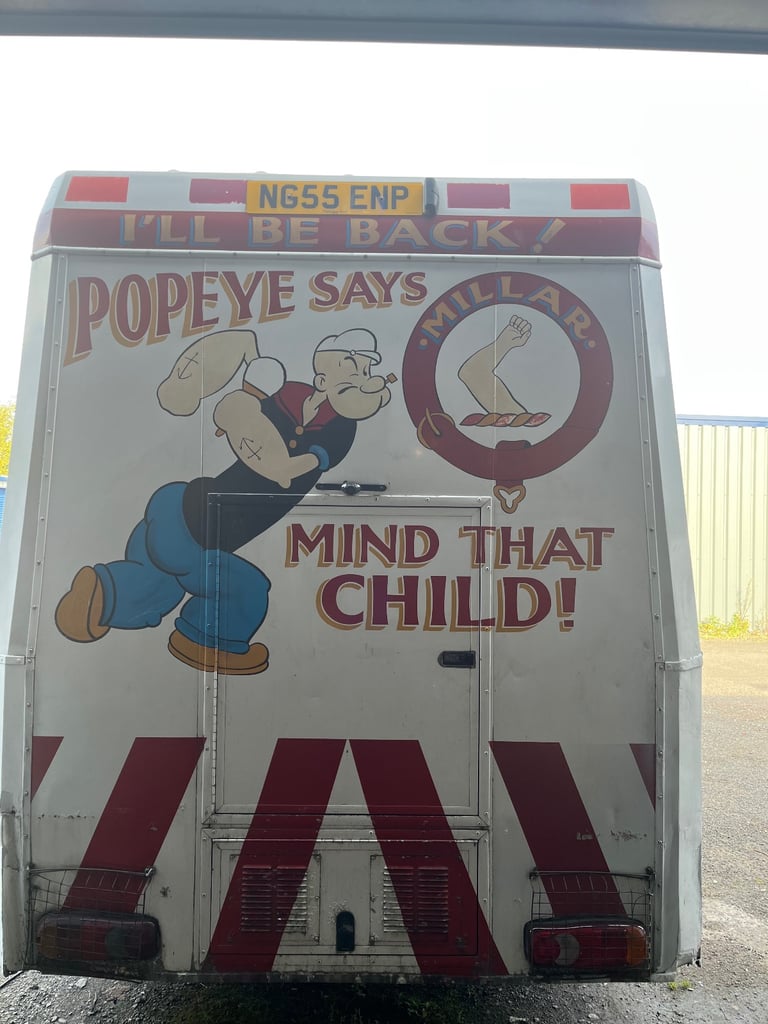 NG55 ENP
I'LL BE BACK!
POPEYE SAYS
·MILLAR·
MIND THAT
CHILD!